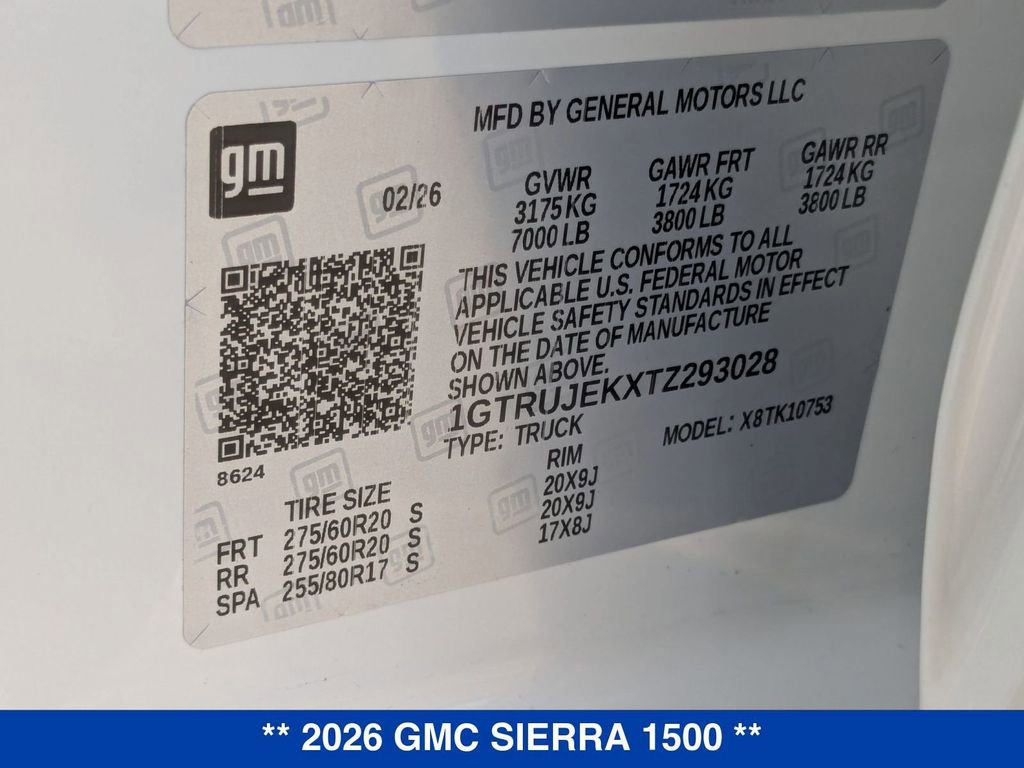 gm
MFD BY GENERAL MOTORS LLC
02/26
GVWR GAWR FRT GAWR RR
3175 KG 1724 KG 1724 KG
7000 LB 3800 LB 3800 LB
THIS VEHICLE CONFORMS TO ALL
APPLICABLE U.S. FEDERAL MOTOR
VEHICLE SAFETY STANDARDS IN EFFECT
ON THE DATE OF MANUFACTURE
SHOWN ABOVE.
1GTRUJEKXTZ293028
TYPE: TRUCK MODEL: X8TK10753
8624
TIRE SIZE RIM
FRT 275/60R20 S 20X9J
RR 275/60R20 S 20X9J
SPA 255/80R17 S 17X8J
** 2026 GMC SIERRA 1500 **